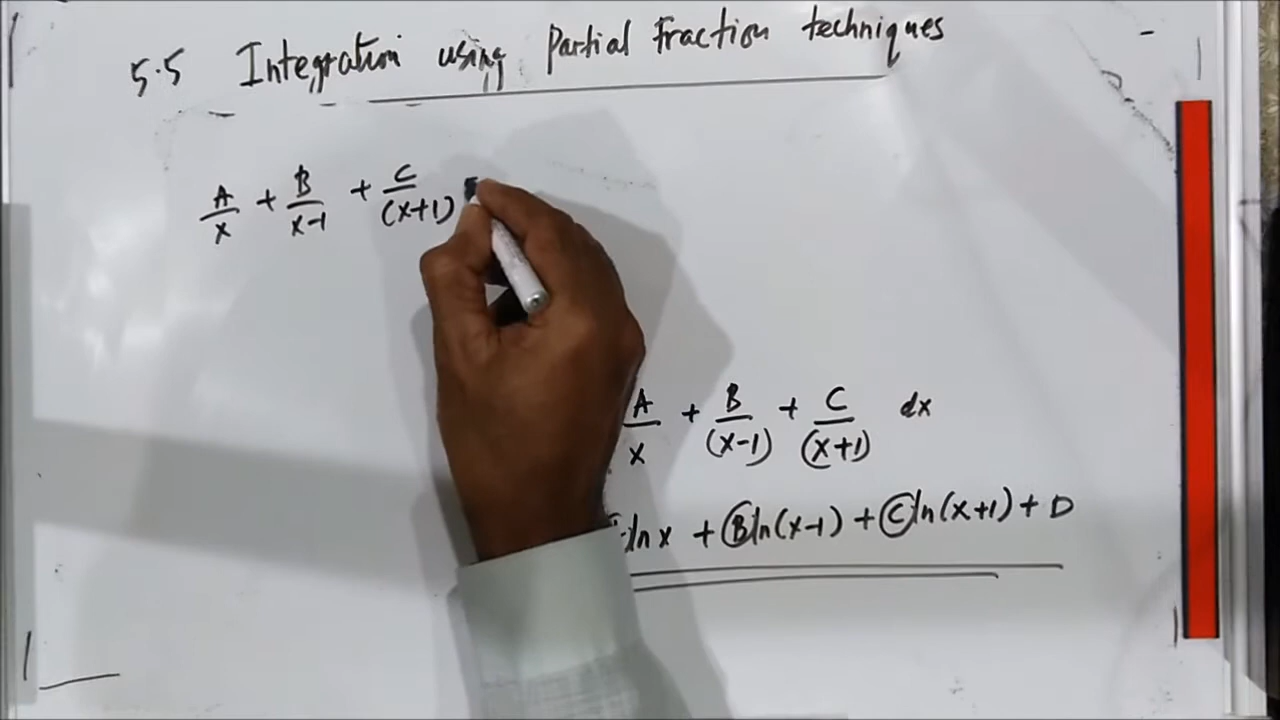 5.5 Integration using Partial Fraction techniques
A/x + B/x-1 + C/(x+1)
A/x + B/(x-1) + C/(x+1) dx
ln x + B ln(x-1) + C ln(x+1) + D